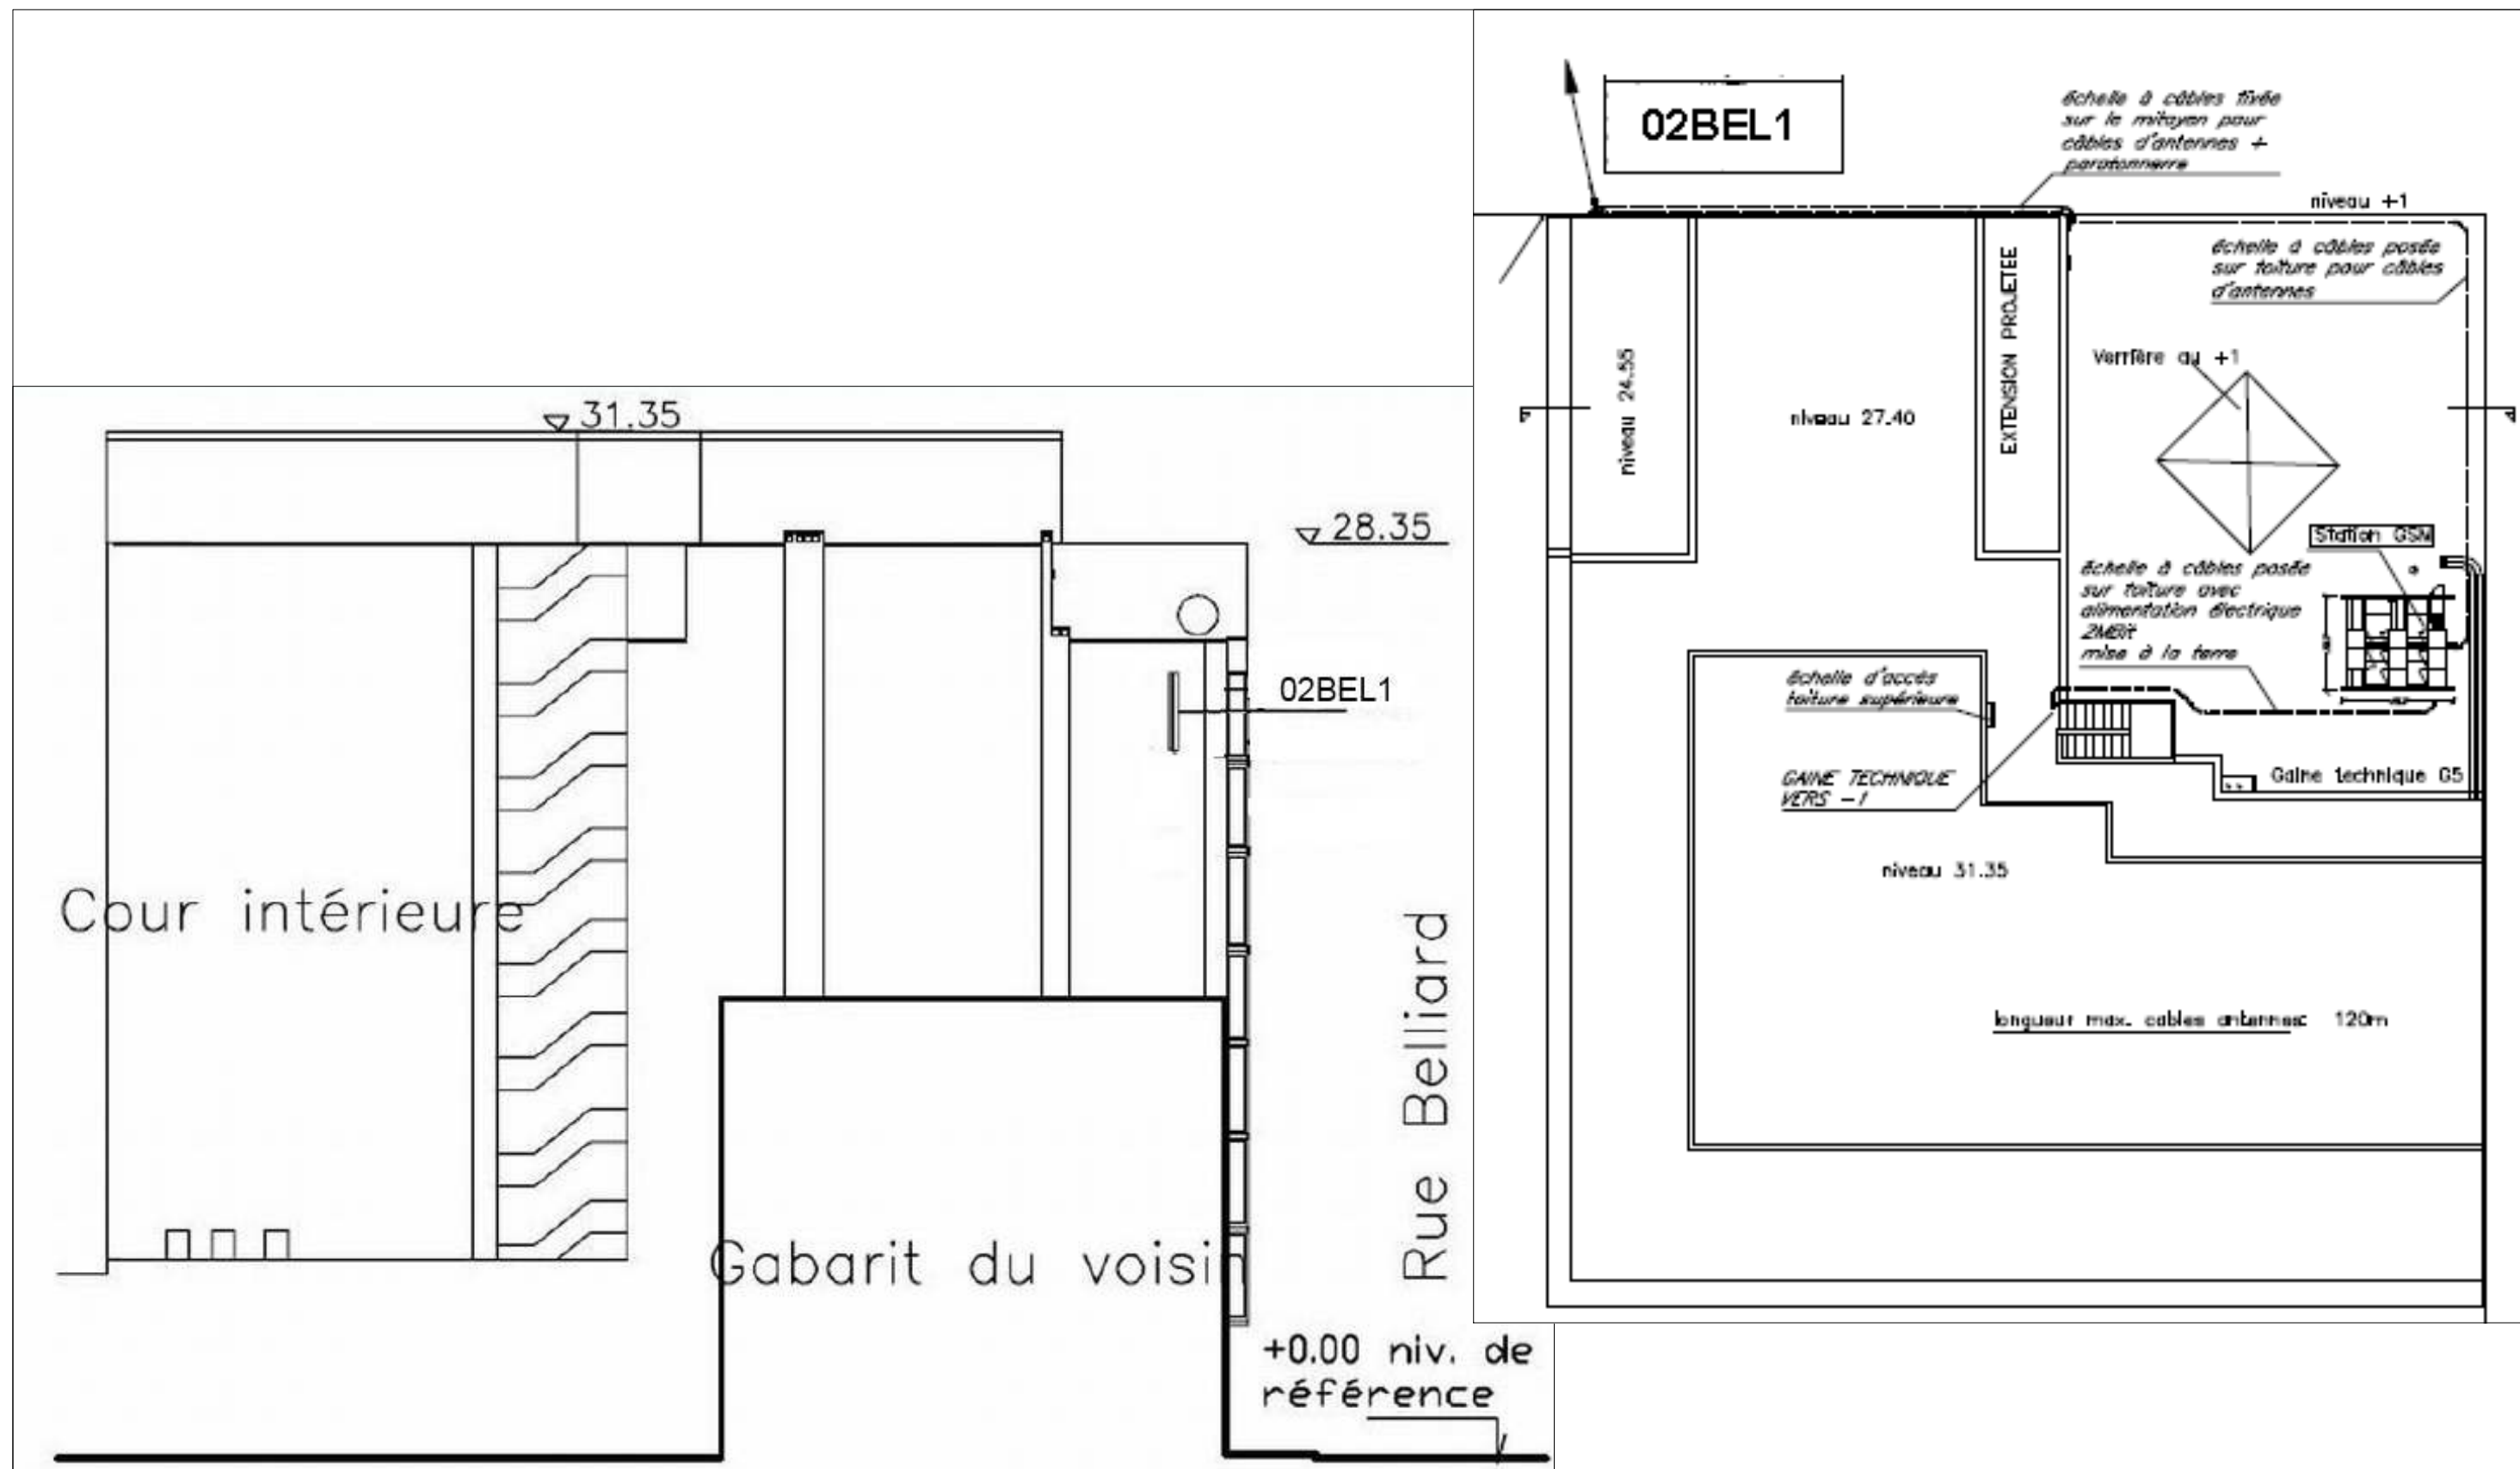 31.35
28.35
02BEL1
Cour intérieure
Gabarit du voisin
Rue Belliard
+0.00 niv. de
référence
02BEL1
échelle à câbles fixée
sur le mitoyen pour
câbles d'antennes +
paratonnerre
niveau +1
échelle à câbles posée
sur toiture pour câbles
d'antennes
EXTENSION PROJETEE
niveau 24.55
niveau 27.40
Verrière au +1
Station GSM
échelle à câbles posée
sur toiture avec
alimentation électrique
2MBit
mise à la terre
échelle d'accès
toiture supérieure
GAINE TECHNIQUE
VERS -1
Gaine technique G5
niveau 31.35
longueur max. cables antennes: 120m